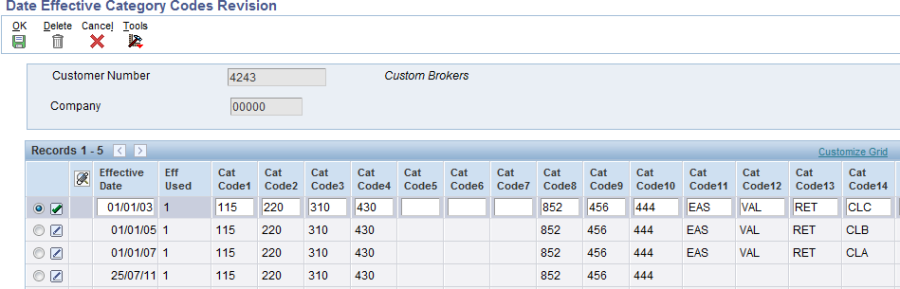 Date Effective Category Codes Revision
OK Delete Cancel Tools
Customer Number 4243 Custom Brokers
Company 00000
Records 1 - 5 Customize Grid
Effective Date Eff Used Cat Code1 Cat Code2 Cat Code3 Cat Code4 Cat Code5 Cat Code6 Cat Code7 Cat Code8 Cat Code9 Cat Code10 Cat Code11 Cat Code12 Cat Code13 Cat Code14
01/01/03 1 115 220 310 430 852 456 444 EAS VAL RET CLC
01/01/05 1 115 220 310 430 852 456 444 EAS VAL RET CLB
01/01/07 1 115 220 310 430 852 456 444 EAS VAL RET CLA
25/07/11 1 115 220 310 430 852 456 444